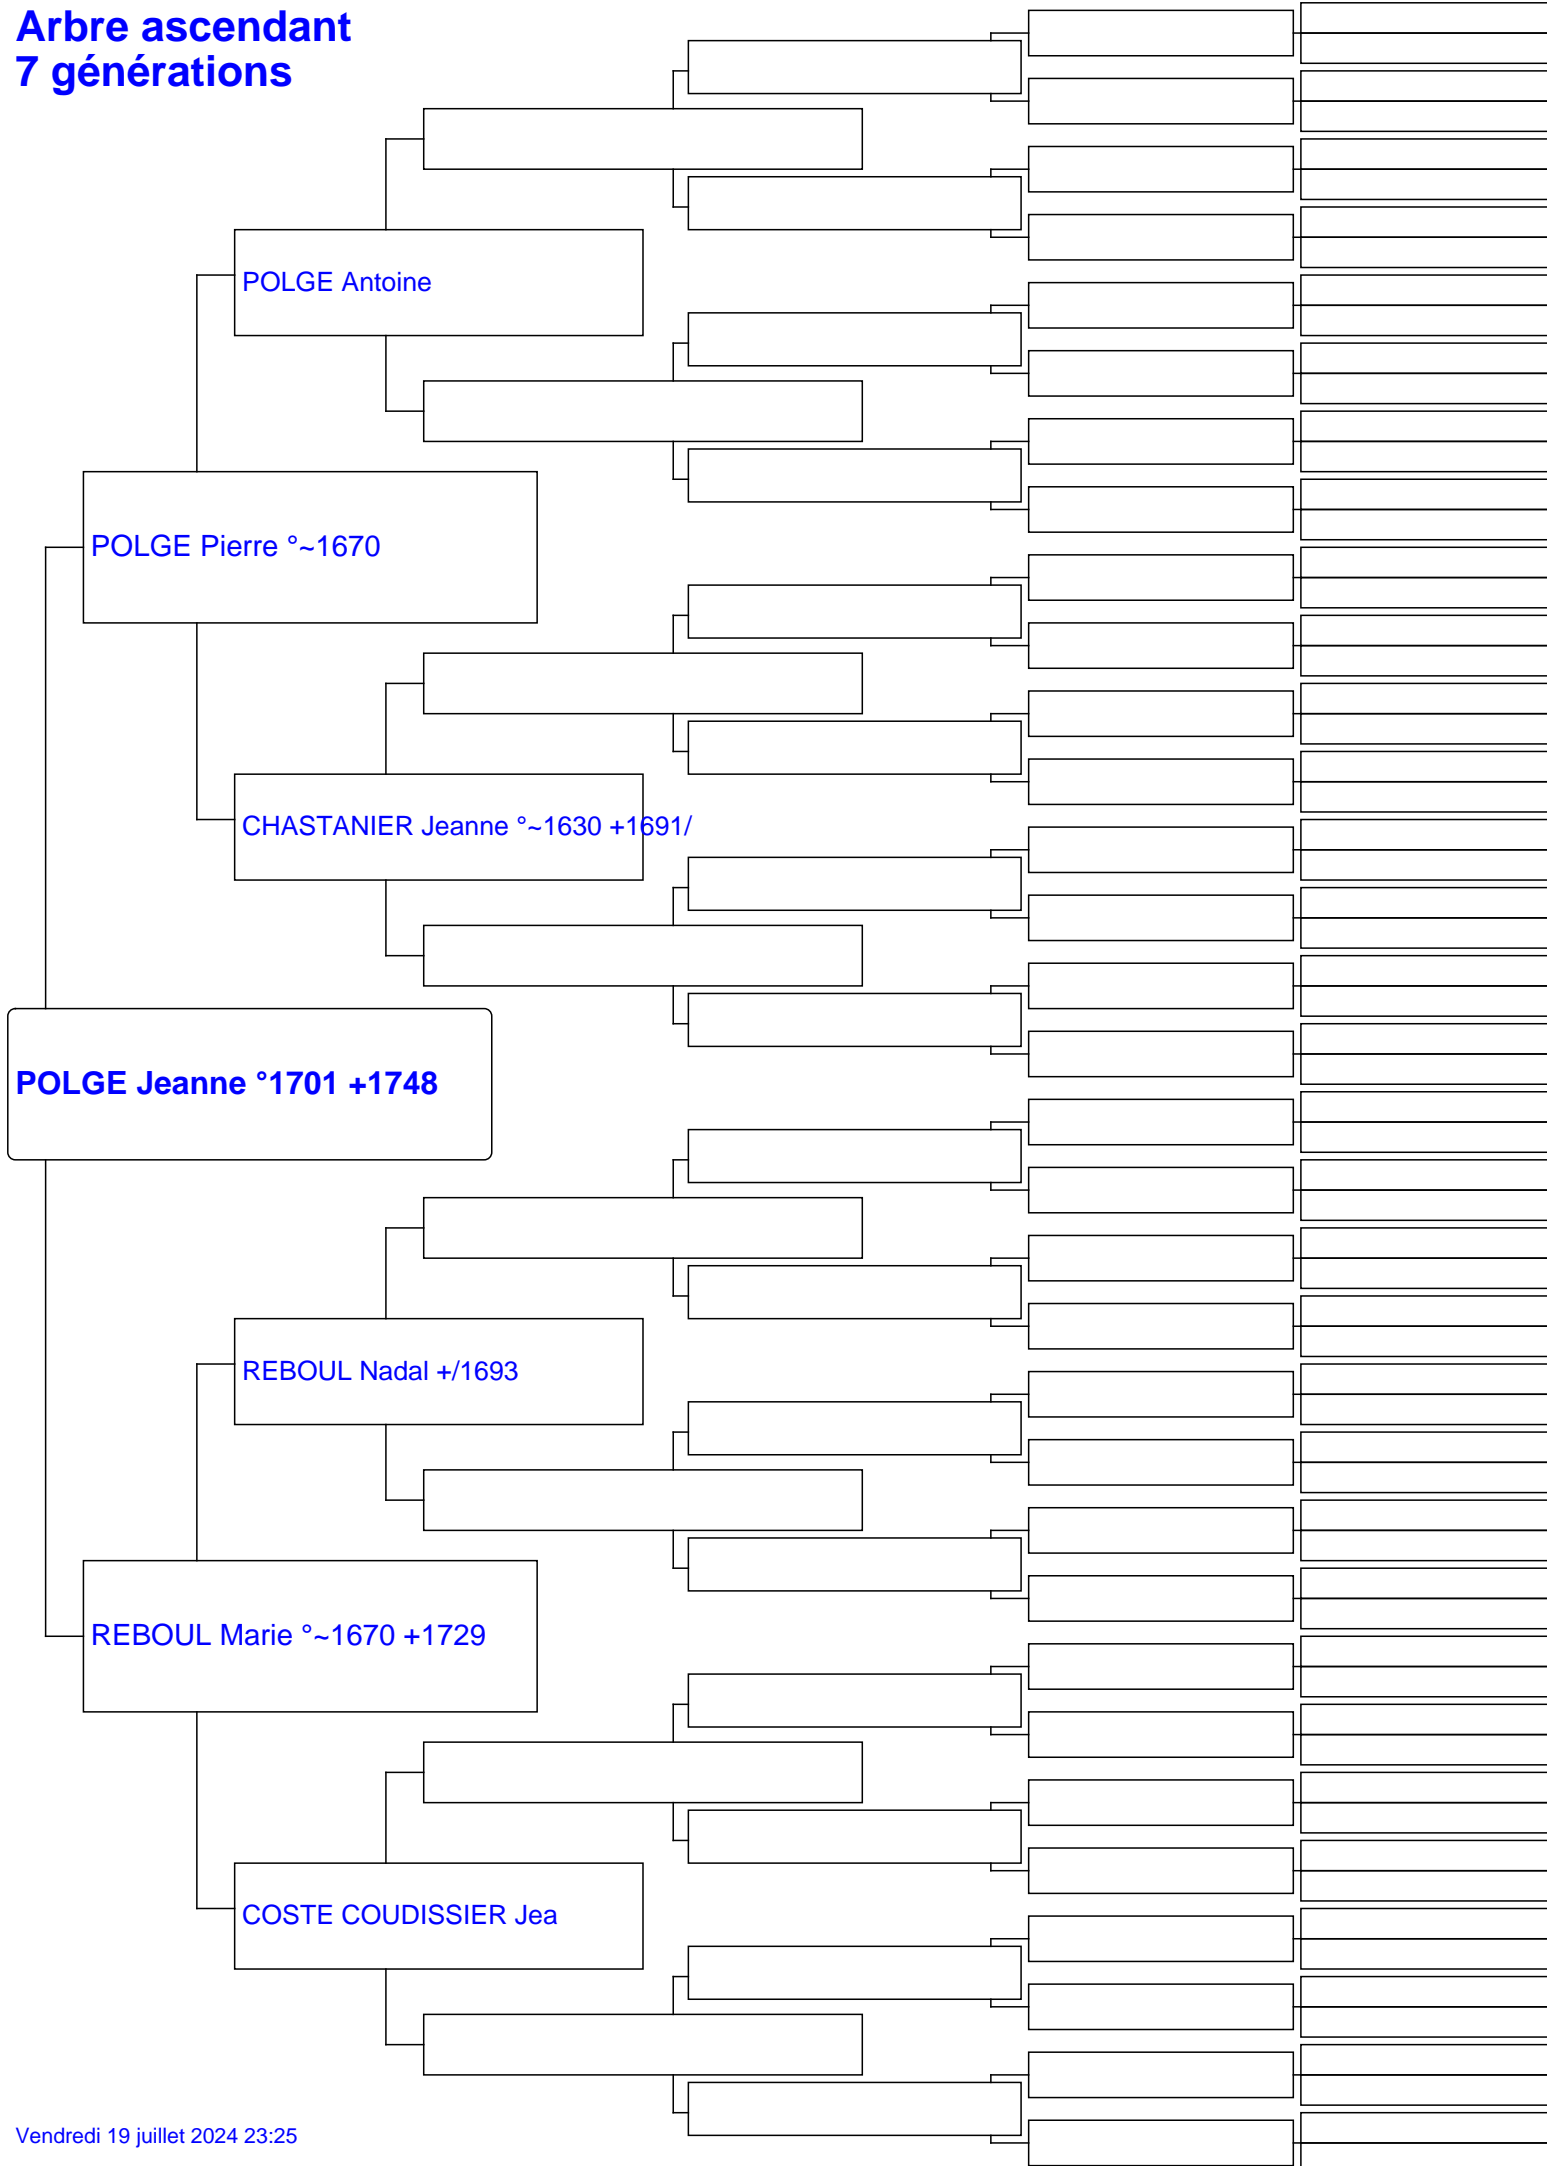 Arbre ascendant
7 générations
POLGE Antoine
POLGE Pierre °~1670
CHASTANIER Jeanne °~1630 +1691/
POLGE Jeanne °1701 +1748
REBOUL Nadal +/1693
REBOUL Marie °~1670 +1729
COSTE COUDISSIER Jea
Vendredi 19 juillet 2024 23:25